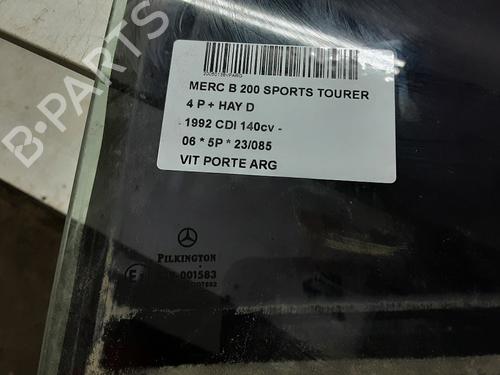 B-PARTS
MERC B 200 SPORTS TOURER
4 P + HAY D
- 1992 CDI 140cv -
06 * 5P * 23/085
VIT PORTE ARG
PILKINGTON
-001583